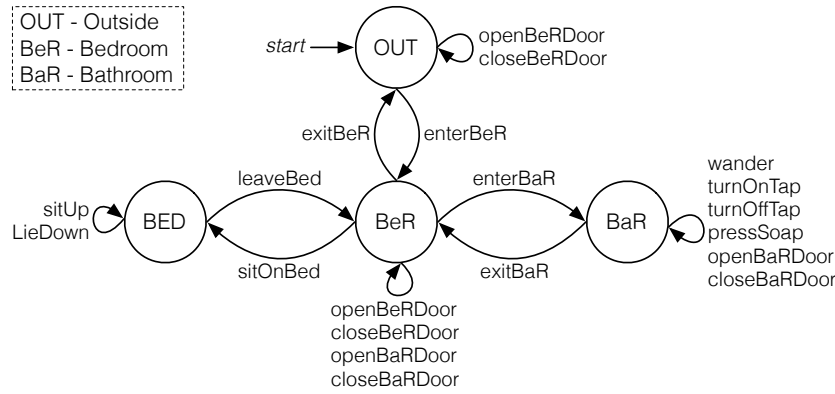 OUT - Outside
BeR - Bedroom
BaR - Bathroom
start
OUT
openBeRDoor
closeBeRDoor
exitBeR
enterBeR
sitUp
LieDown
BED
leaveBed
sitOnBed
BeR
enterBaR
exitBaR
BaR
wander
turnOnTap
turnOffTap
pressSoap
openBaRDoor
closeBaRDoor
openBeRDoor
closeBeRDoor
openBaRDoor
closeBaRDoor